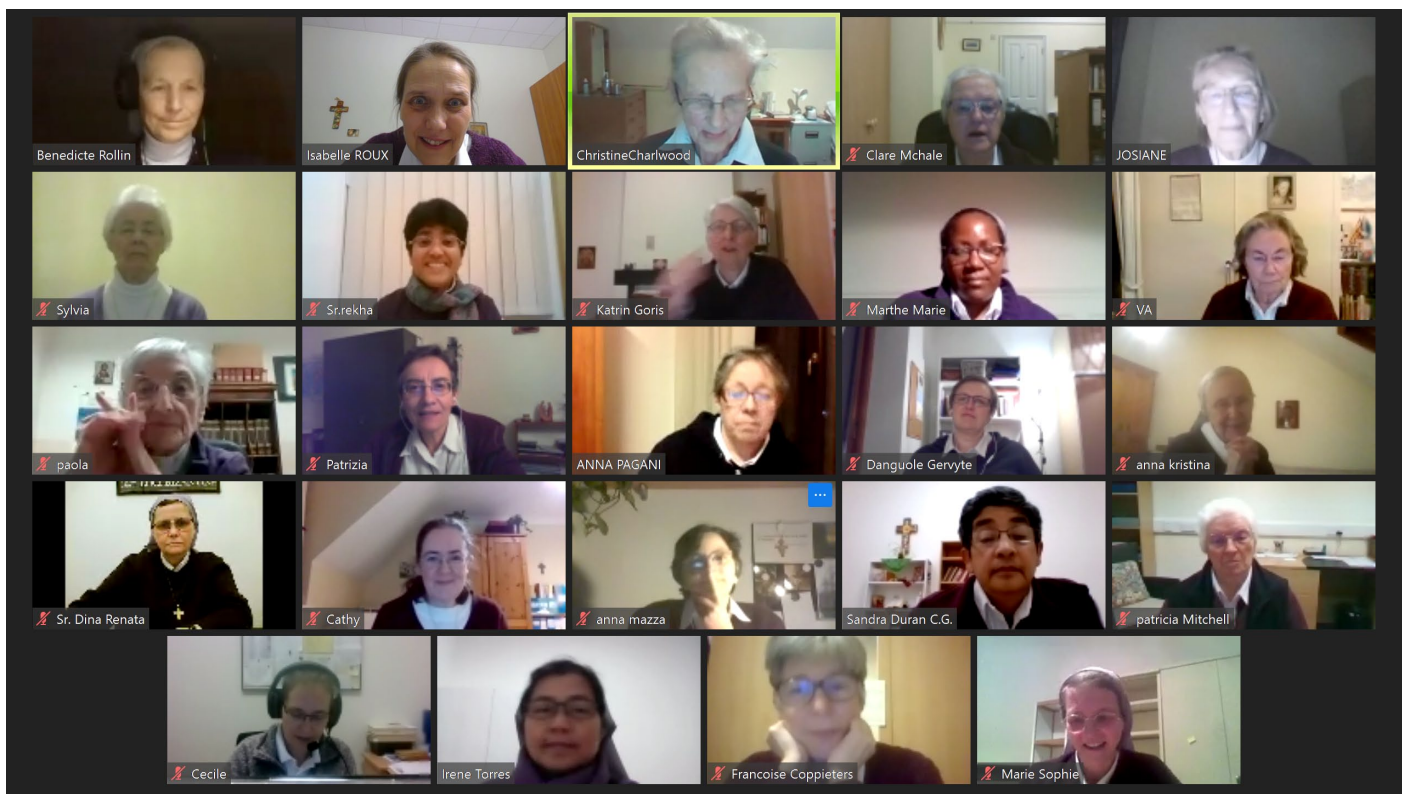 Benedicte Rollin
Isabelle ROUX
ChristineCharlwood
Clare Mchale
JOSIANE
Sylvia
Sr.rekha
Katrin Goris
Marthe Marie
VA
paola
Patrizia
ANNA PAGANI
Danguole Gervyte
anna kristina
Sr. Dina Renata
Cathy
anna mazza
Sandra Duran C.G.
patricia Mitchell
Cecile
Irene Torres
Francoise Coppieters
Marie Sophie